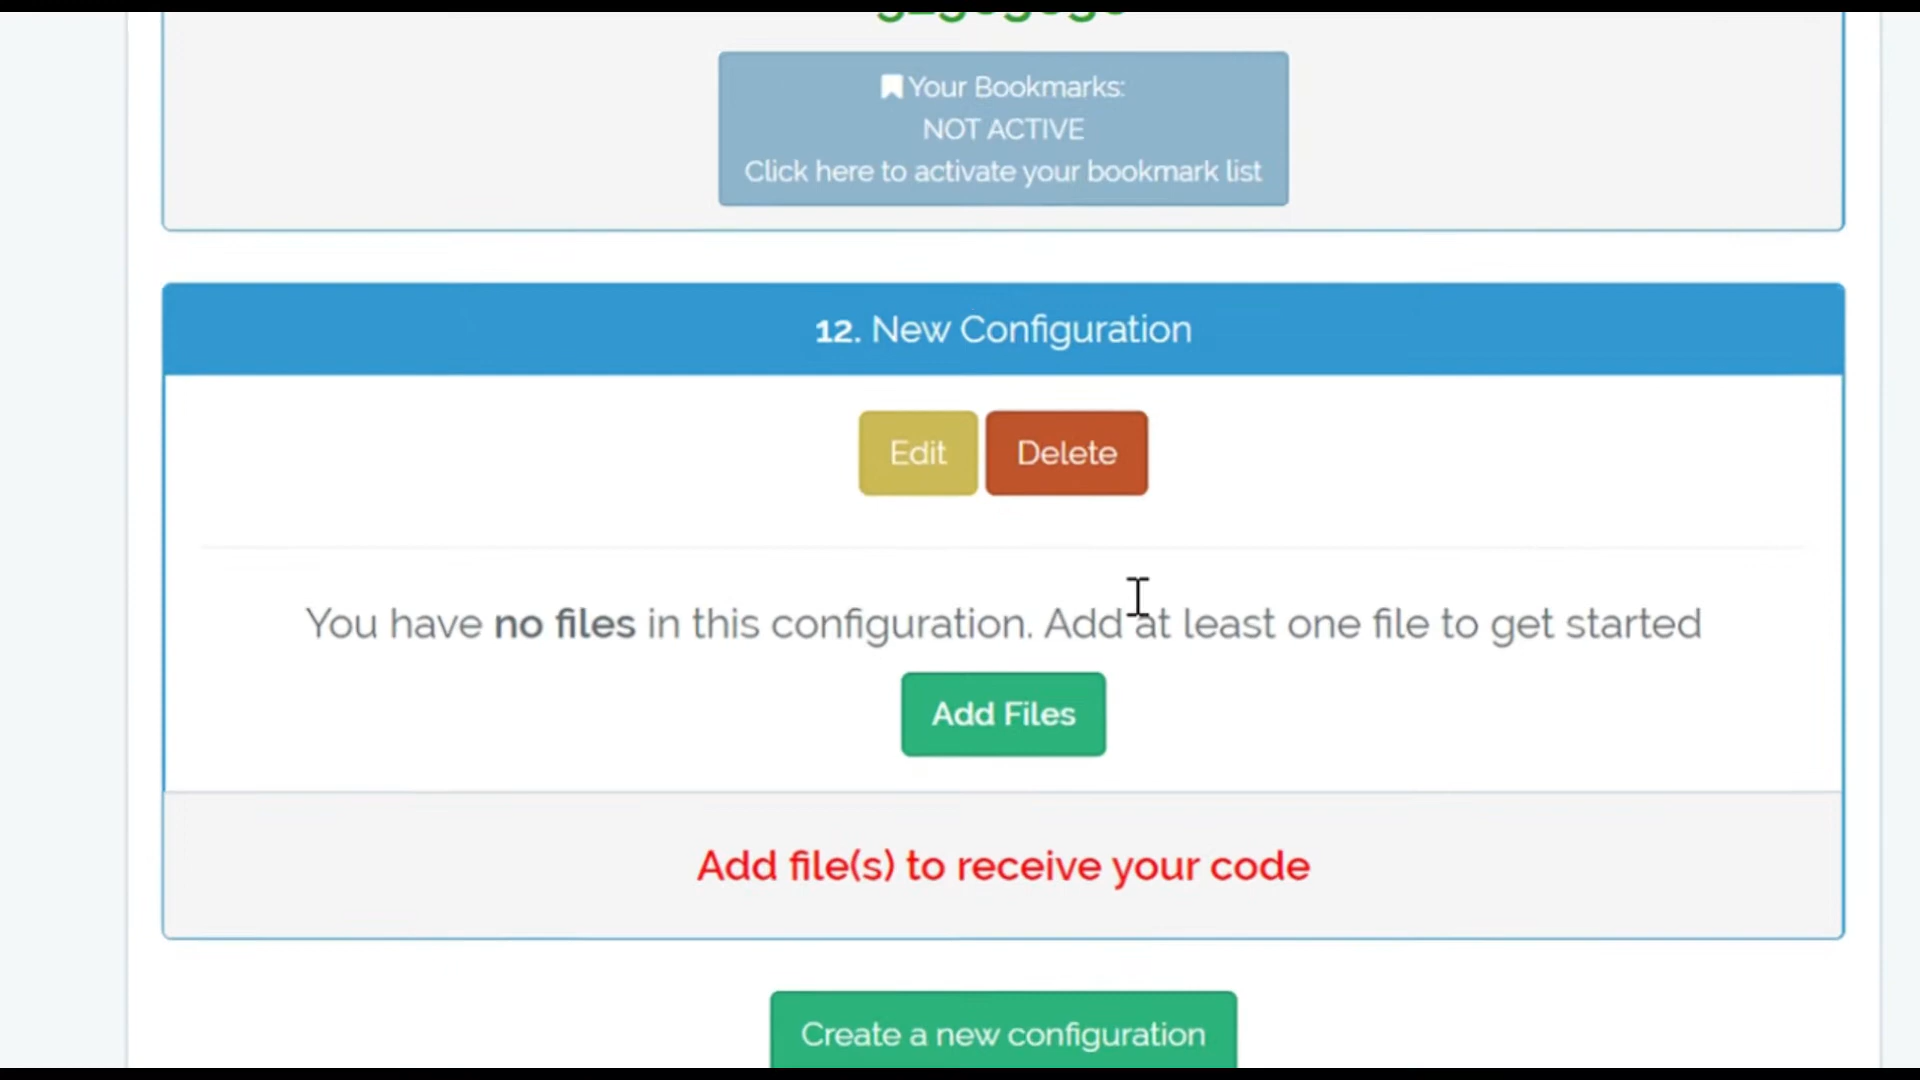 Your Bookmarks:
NOT ACTIVE
Click here to activate your bookmark list
12. New Configuration
Edit
Delete
You have no files in this configuration. Add at least one file to get started
Add Files
Add file(s) to receive your code
Create a new configuration